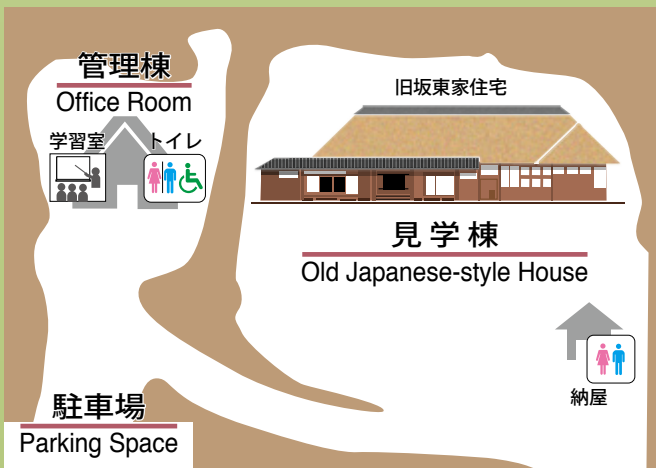 管理棟
Office Room
学習室
トイレ
旧坂東家住宅
見学棟
Old Japanese-style House
納屋
駐車場
Parking Space